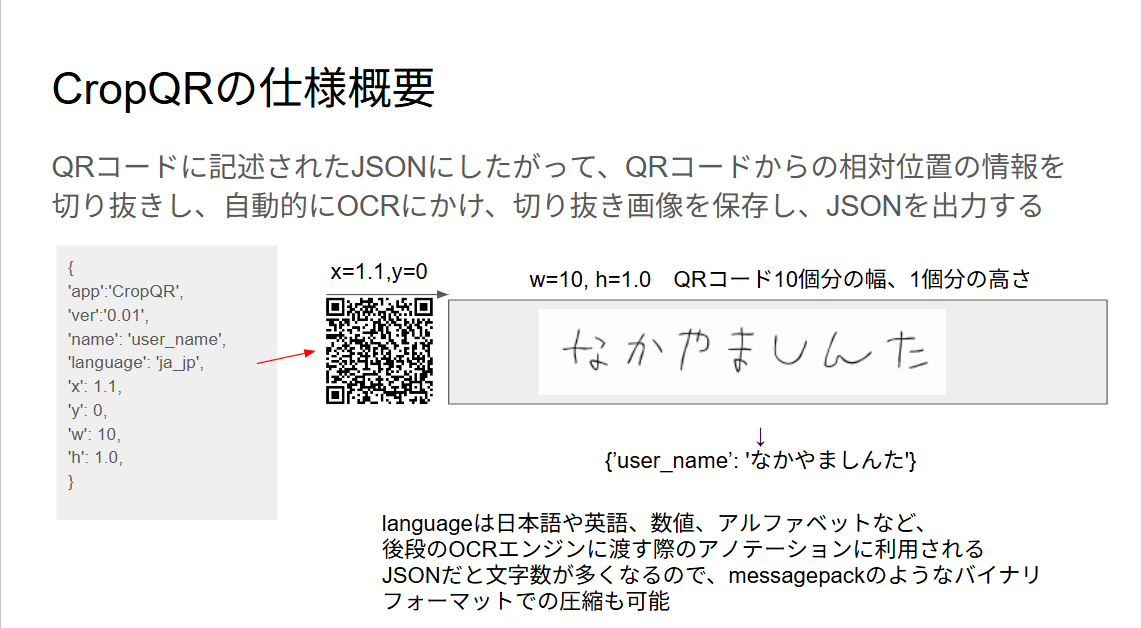 CropQRの仕様概要
QRコードに記述されたJSONにしたがって、QRコードからの相対位置の情報を
切り抜きし、自動的にOCRにかけ、切り抜き画像を保存し、JSONを出力する
{
'app':'CropQR',
'ver':'0.01',
'name': 'user_name',
'language': 'ja_jp',
'x': 1.1,
'y': 0,
'w': 10,
'h': 1.0,
}
x=1.1,y=0
w=10, h=1.0　QRコード10個分の幅、1個分の高さ
なかやましんた
↓
{’user_name’: 'なかやましんた'}
languageは日本語や英語、数値、アルファベットなど、
後段のOCRエンジンに渡す際のアノテーションに利用される
JSONだと文字数が多くなるので、messagepackのようなバイナリ
フォーマットでの圧縮も可能